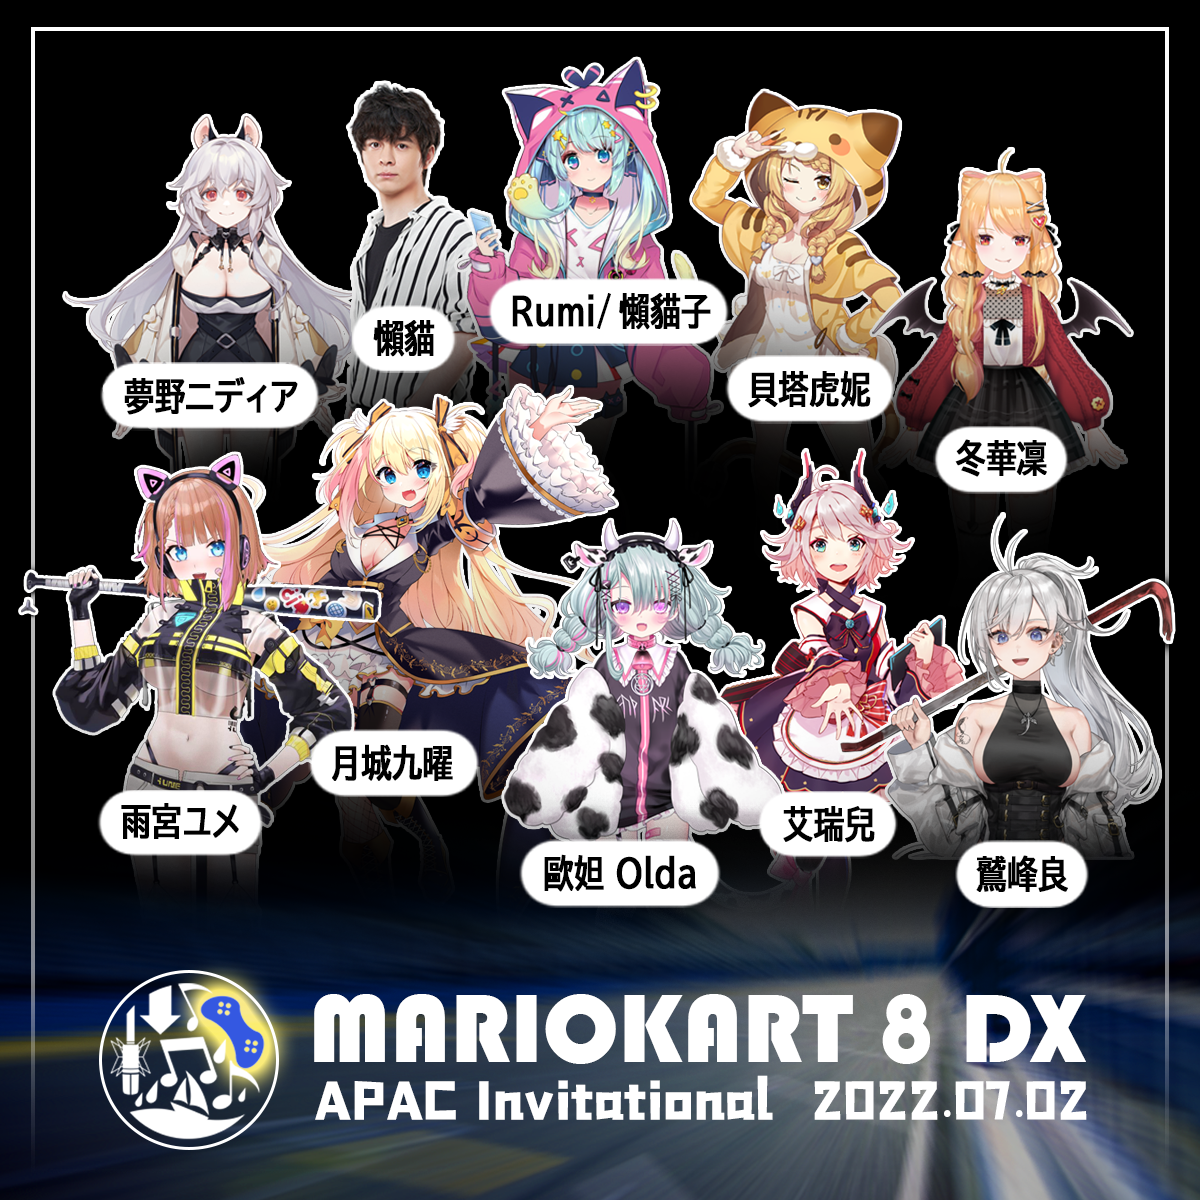 夢野ニディア
懶貓
Rumi/ 懶貓子
貝塔虎妮
冬華凜
雨宮ユメ
月城九曜
歐妲 Olda
艾瑞兒
鷲峰良
MARIOKART 8 DX
APAC Invitational 2022.07.02